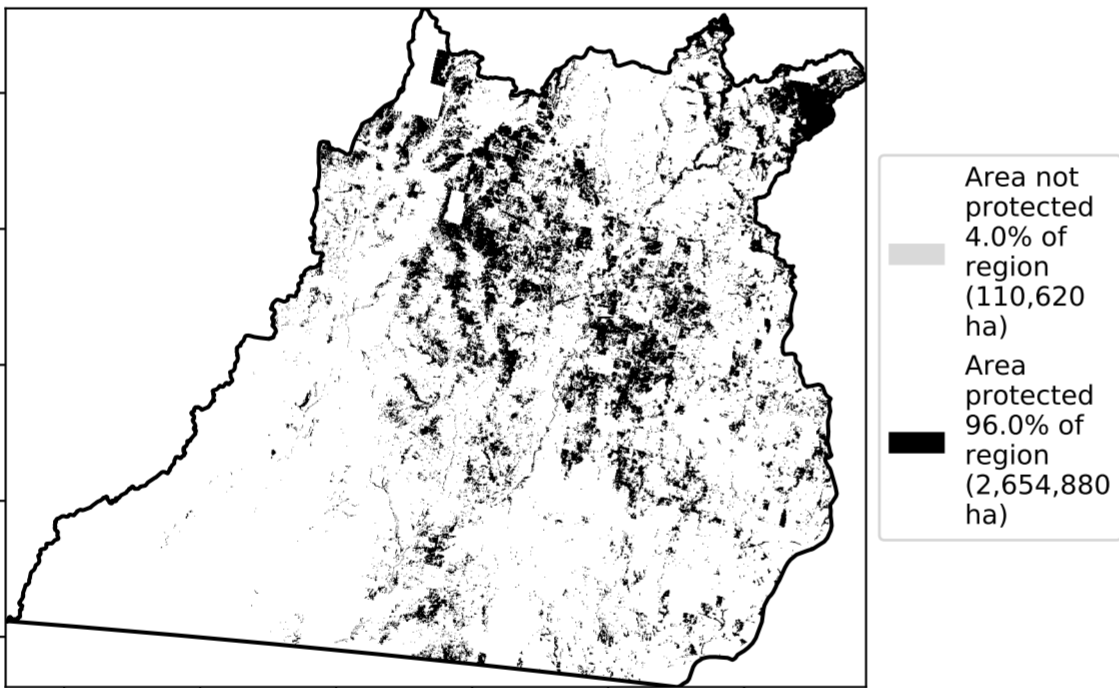 Area not
protected
4.0% of
region
(110,620
ha)
Area
protected
96.0% of
region
(2,654,880
ha)